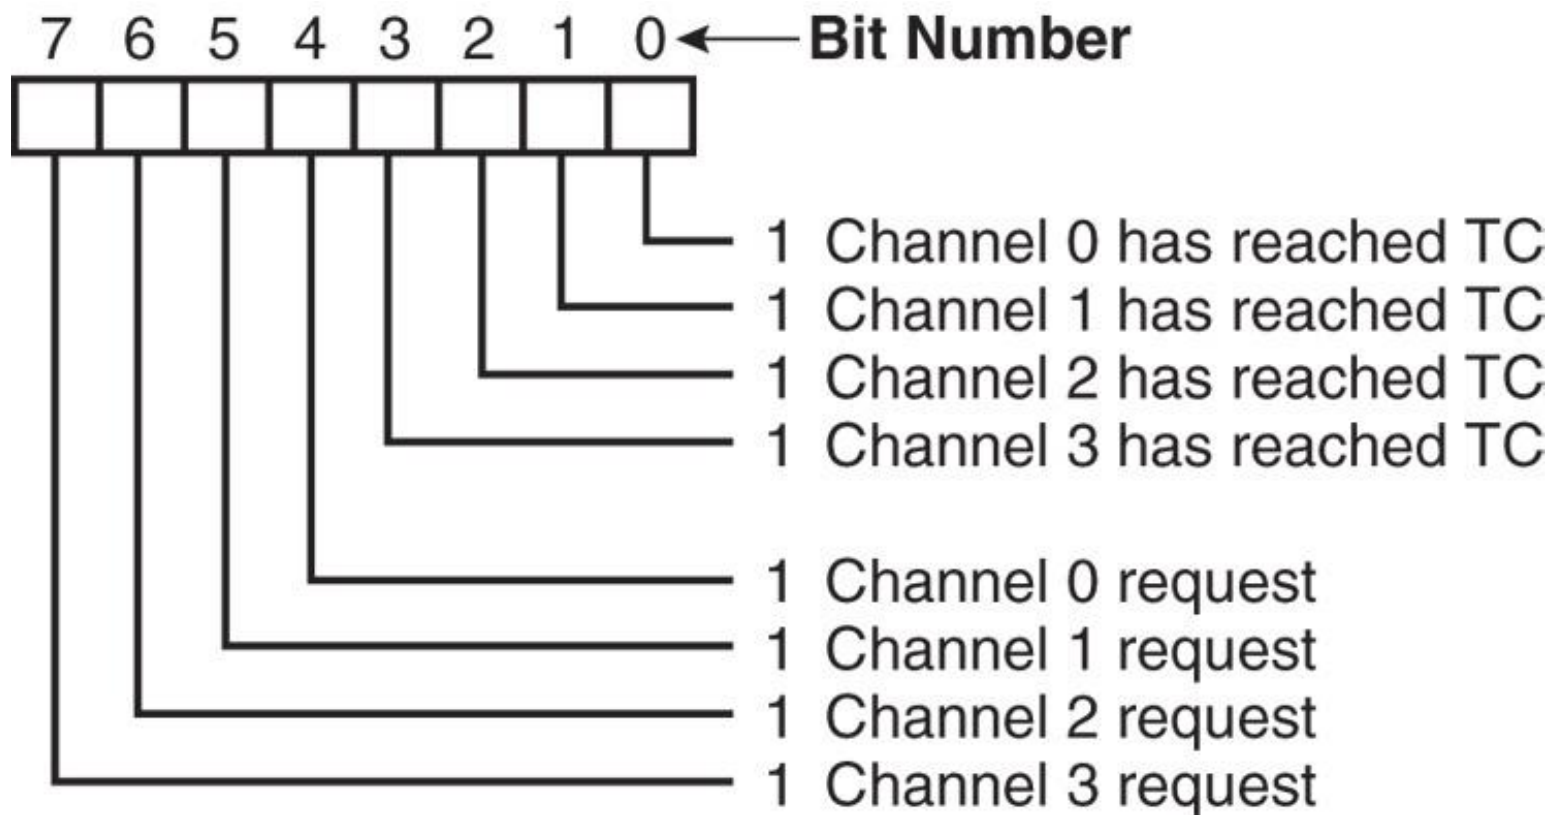 7 6 5 4 3 2 1 0 Bit Number
1 Channel 0 has reached TC
1 Channel 1 has reached TC
1 Channel 2 has reached TC
1 Channel 3 has reached TC
1 Channel 0 request
1 Channel 1 request
1 Channel 2 request
1 Channel 3 request